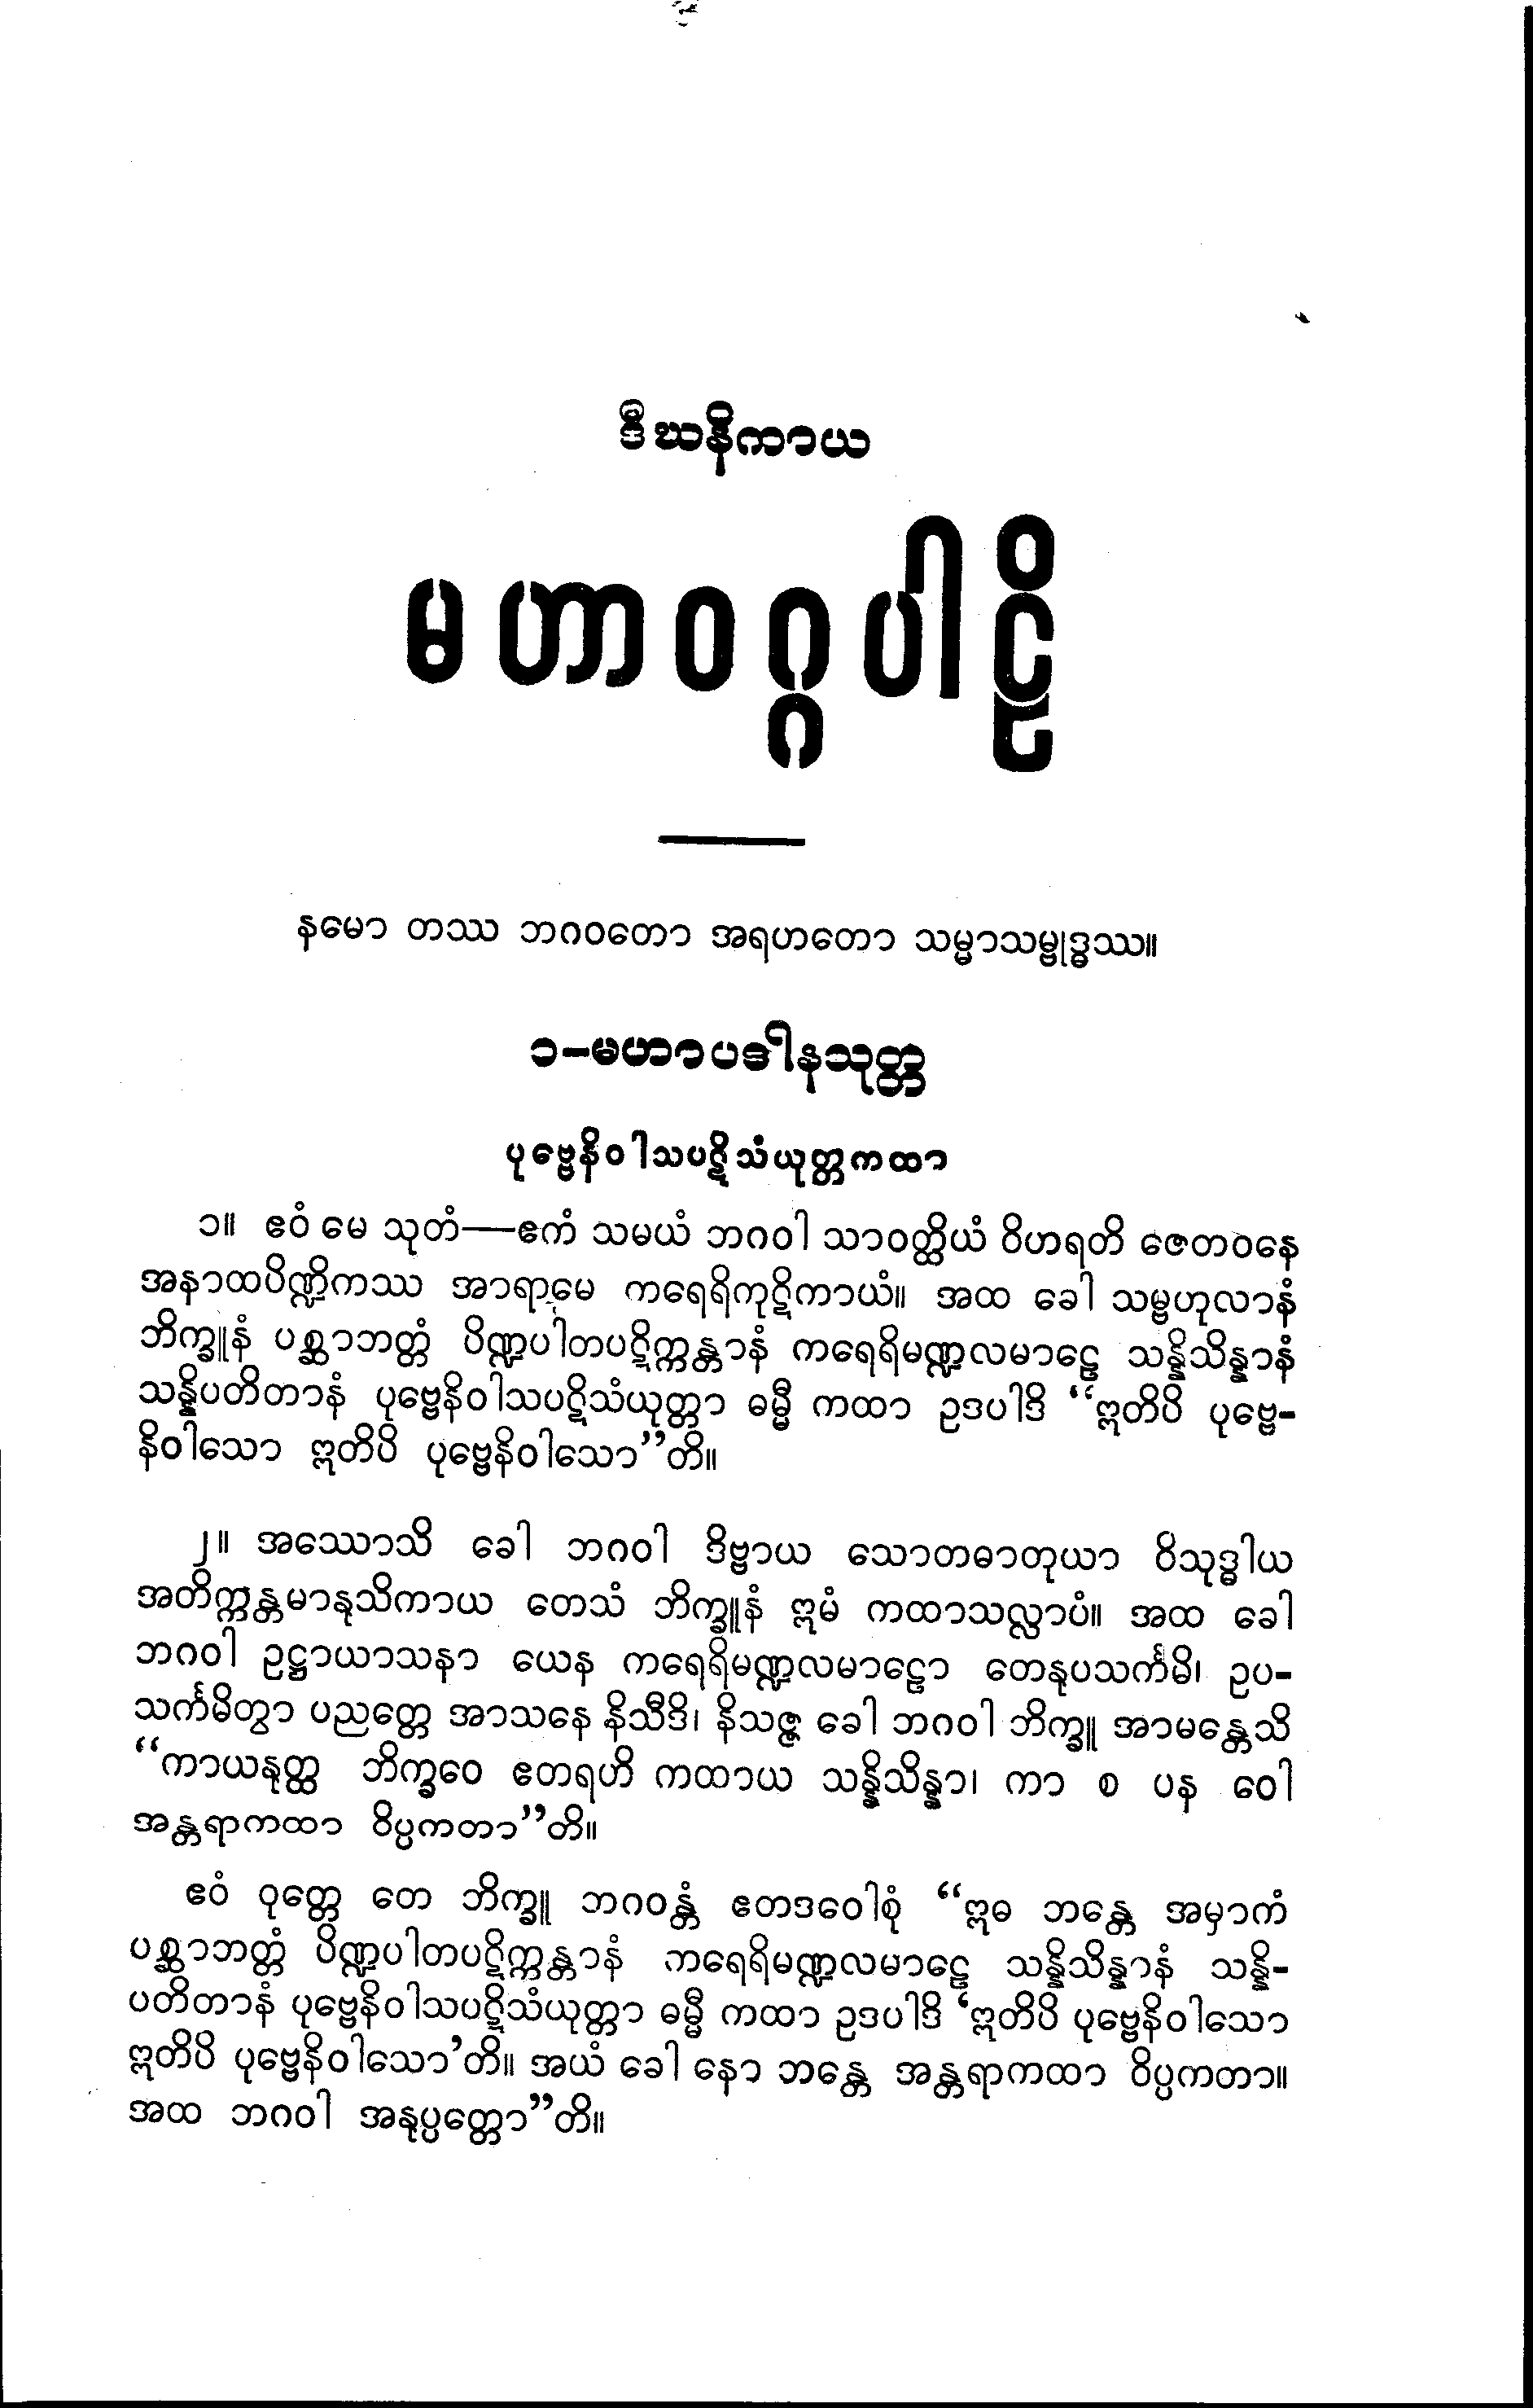 ဒီဃနိကာယ
မဟာဝဂ္ဂပါဠိ
နမော တဿ ဘဂဝတော အရဟတော သမ္မာသမ္ဗုဒ္ဓဿ။
၁–မဟာပဒါနသုတ္တ
ပုဗ္ဗေနိဝါသပဋိသံယုတ္တကထာ
၁။ ဧဝံ မေ သုတံ—ဧကံ သမယံ ဘဂဝါ သာဝတ္ထိယံ ဝိဟရတိ ဇေတဝနေ
အနာထပိဏ္ဍိကဿ အာရာမေ ကရေရိကုဋိကာယံ။ အထ ခေါ သမ္ဗဟုလာနံ
ဘိက္ခူနံ ပစ္ဆာဘတ္တံ ပိဏ္ဍပါတပဋိက္ကန္တာနံ ကရေရိမဏ္ဍလမာဠေ သန္နိသိန္နာနံ
သန္နိပတိတာနံ ပုဗ္ဗေနိဝါသပဋိသံယုတ္တာ ဓမ္မီ ကထာ ဥဒပါဒိ “ဣတိပိ ပုဗ္ဗေ-
နိဝါသော ဣတိပိ ပုဗ္ဗေနိဝါသော”တိ။
၂။ အဿောသိ ခေါ ဘဂဝါ ဒိဗ္ဗာယ သောတဓာတုယာ ဝိသုဒ္ဓါယ
အတိက္ကန္တမာနုသိကာယ တေသံ ဘိက္ခူနံ ဣမံ ကထာသလ္လာပံ။ အထ ခေါ
ဘဂဝါ ဥဋ္ဌာယာသနာ ယေန ကရေရိမဏ္ဍလမာဠော တေနုပသင်္ကမိ၊ ဥပ-
သင်္ကမိတွာ ပညတ္တေ အာသနေ နိသီဒိ၊ နိသဇ္ဇ ခေါ ဘဂဝါ ဘိက္ခူ အာမန္တေသိ
“ကာယနုတ္ထ ဘိက္ခဝေ ဧတရဟိ ကထာယ သန္နိသိန္နာ၊ ကာ စ ပန ဝေါ
အန္တရာကထာ ဝိပ္ပကတာ”တိ။
ဧဝံ ဝုတ္တေ တေ ဘိက္ခူ ဘဂဝန္တံ ဧတဒဝေါစုံ “ဣဓ ဘန္တေ အမှာကံ
ပစ္ဆာဘတ္တံ ပိဏ္ဍပါတပဋိက္ကန္တာနံ ကရေရိမဏ္ဍလမာဠေ သန္နိသိန္နာနံ သန္နိ-
ပတိတာနံ ပုဗ္ဗေနိဝါသပဋိသံယုတ္တာ ဓမ္မီ ကထာ ဥဒပါဒိ ‘ဣတိပိ ပုဗ္ဗေနိဝါသော
ဣတိပိ ပုဗ္ဗေနိဝါသော’တိ။ အယံ ခေါ နော ဘန္တေ အန္တရာကထာ ဝိပ္ပကတာ။
အထ ဘဂဝါ အနုပ္ပတ္တော”တိ။